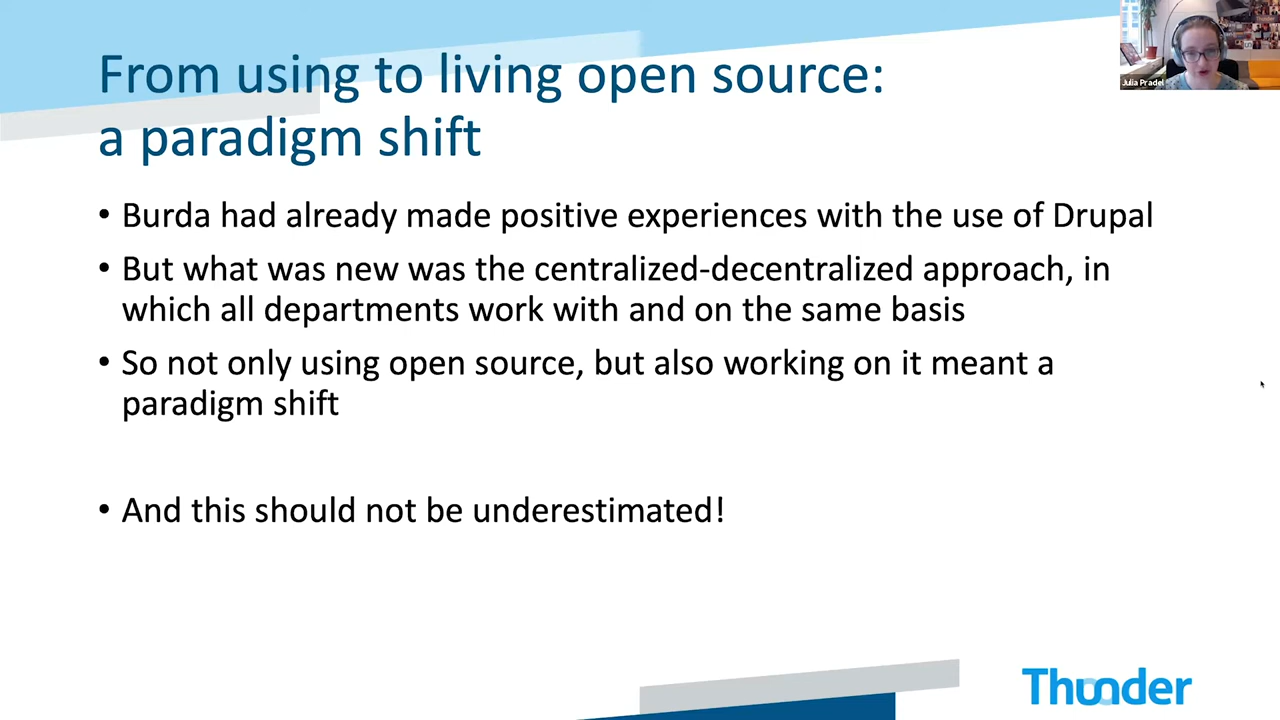 From using to living open source:
a paradigm shift
Julia Pradel
• Burda had already made positive experiences with the use of Drupal
• But what was new was the centralized-decentralized approach, in
which all departments work with and on the same basis
• So not only using open source, but also working on it meant a
paradigm shift
• And this should not be underestimated!
Thunder